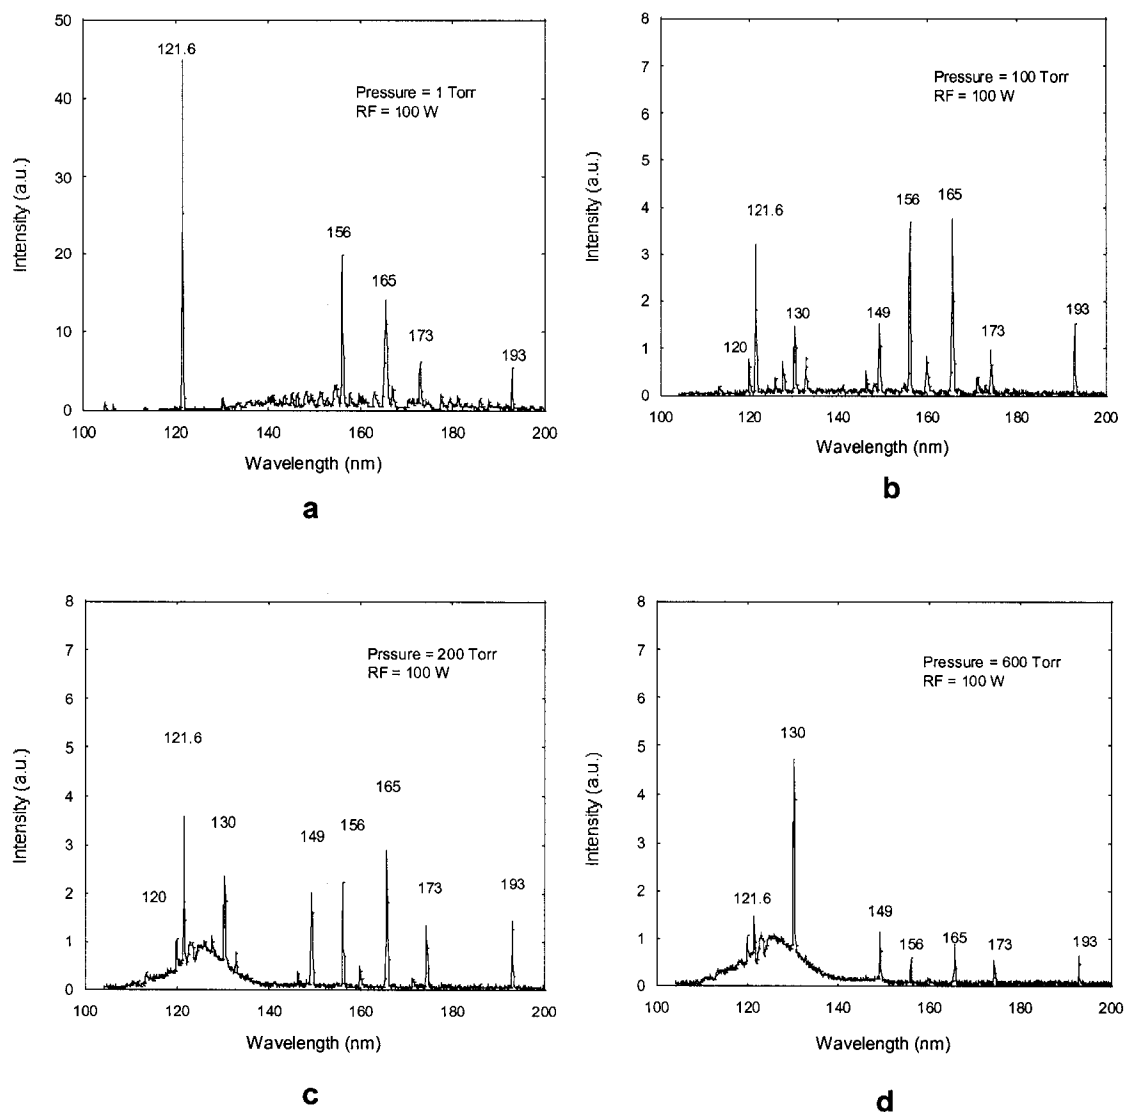 50
40
30
20
10
0
Intensity (a.u.)
121.6
Pressure = 1 Torr
RF = 100 W
156
165
173
193
100 120 140 160 180 200
Wavelength (nm)
a
8
7
6
5
4
3
2
1
0
Intensity (a.u.)
Pressure = 100 Torr
RF = 100 W
121.6
156
165
130
149
120
173
193
100 120 140 160 180 200
Wavelength (nm)
b
8
7
6
5
4
3
2
1
0
Intensity (a.u.)
Prssure = 200 Torr
RF = 100 W
121.6
165
130
149
156
120
173
193
100 120 140 160 180 200
Wavelength (nm)
c
8
7
6
5
4
3
2
1
0
Intensity (a.u.)
Pressure = 600 Torr
RF = 100 W
130
121.6
149
156
165
173
193
100 120 140 160 180 200
Wavelength (nm)
d